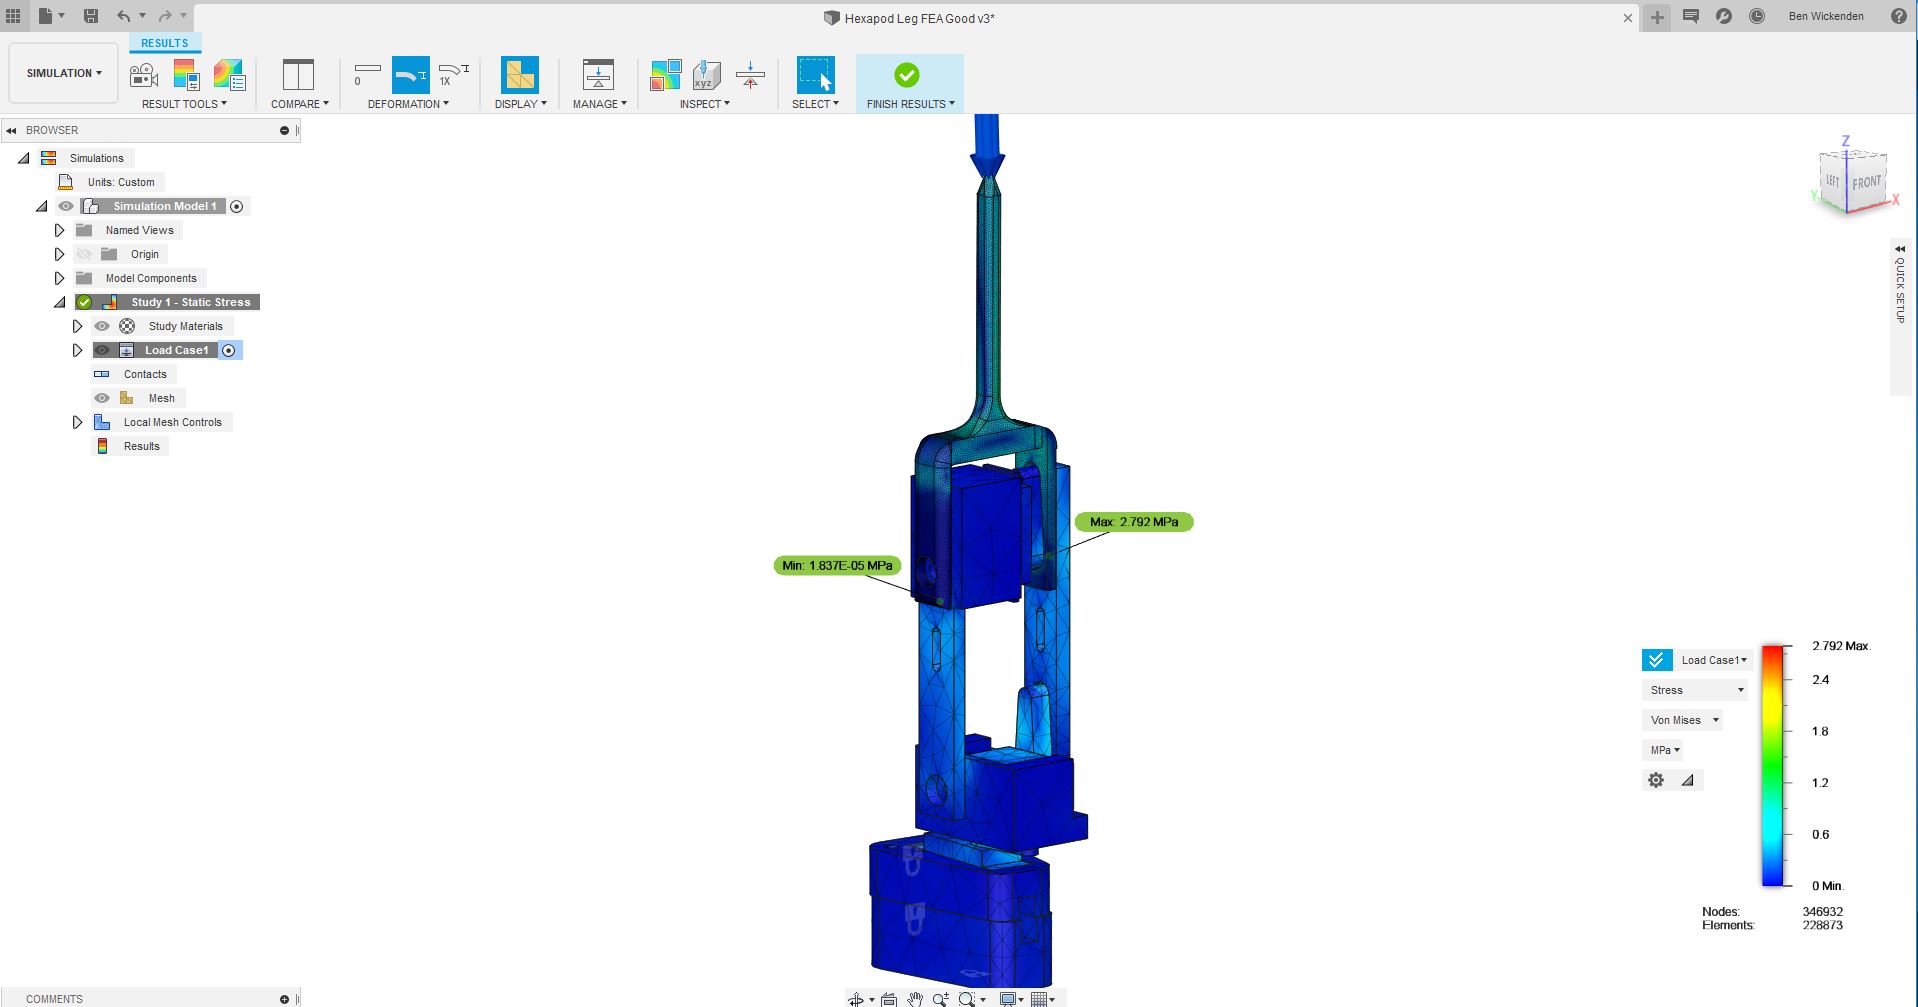 Hexapod Leg FEA Good v3*
Ben Wickenden
RESULTS
SIMULATION
0
1X
xyz
RESULT TOOLS
COMPARE
DEFORMATION
DISPLAY
MANAGE
INSPECT
SELECT
FINISH RESULTS
BROWSER
Simulations
Units: Custom
Simulation Model 1
Named Views
Origin
Model Components
Study 1 - Static Stress
Study Materials
Load Case1
Contacts
Mesh
Local Mesh Controls
Results
Z
LEFT
FRONT
Y
X
QUICK SETUP
Max: 2.792 MPa
Min: 1.837E-05 MPa
Load Case1
Stress
Von Mises
MPa
2.792 Max.
2.4
1.8
1.2
0.6
0 Min.
Nodes: 346932
Elements: 228873
COMMENTS